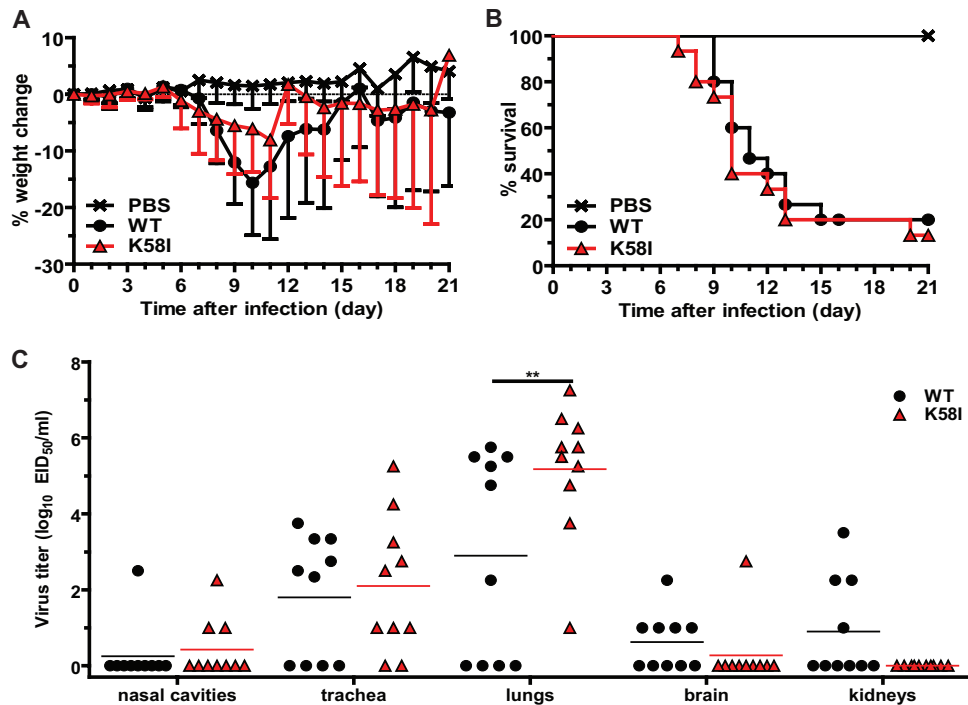 A
10
0
-10
-20
-30
% weight change
PBS
WT
K58I
0 3 6 9 12 15 18 21
Time after infection (day)
B
100
80
60
40
20
0
% survival
PBS
WT
K58I
0 3 6 9 12 15 18 21
Time after infection (day)
C
8
6
4
2
0
Virus titer (log10 EID50/ml)
**
WT
K58I
nasal cavities trachea lungs brain kidneys